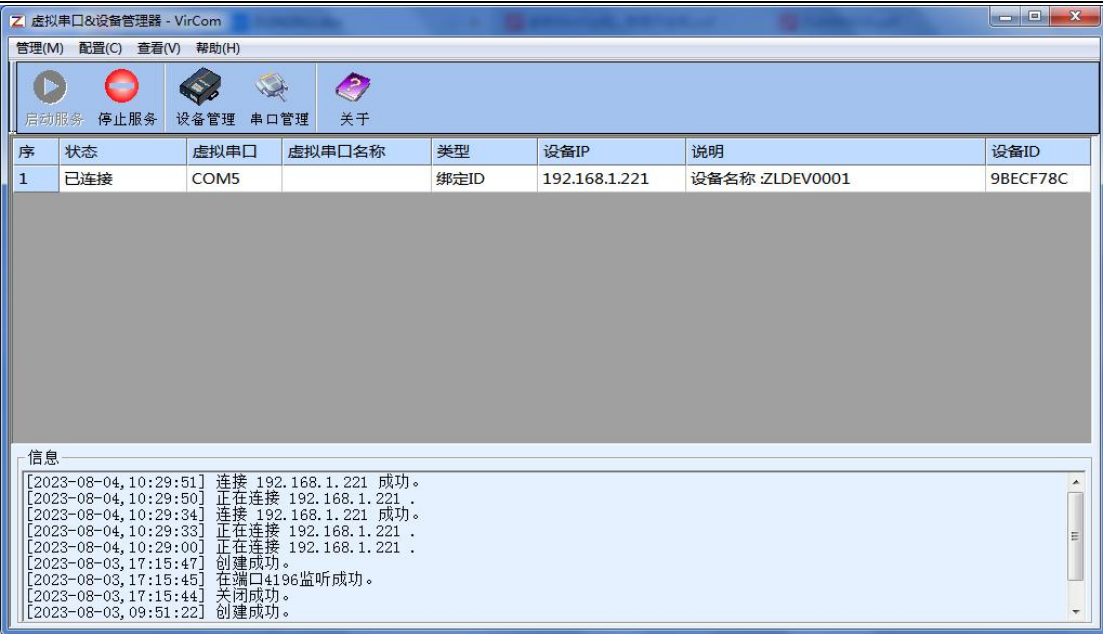 虚拟串口&设备管理器 - VirCom
管理(M) 配置(C) 查看(V) 帮助(H)
启动服务 停止服务 设备管理 串口管理 关于
序 状态 虚拟串口 虚拟串口名称 类型 设备IP 说明 设备ID
1 已连接 COM5 绑定ID 192.168.1.221 设备名称:ZLDEV0001 9BECF78C
信息
[2023-08-04,10:29:51] 连接 192.168.1.221 成功。
[2023-08-04,10:29:50] 正在连接 192.168.1.221 .
[2023-08-04,10:29:34] 连接 192.168.1.221 成功。
[2023-08-04,10:29:33] 正在连接 192.168.1.221 .
[2023-08-04,10:29:00] 正在连接 192.168.1.221 .
[2023-08-03,17:15:47] 创建成功。
[2023-08-03,17:15:45] 在端口4196监听成功。
[2023-08-03,17:15:44] 关闭成功。
[2023-08-03,09:51:22] 创建成功。